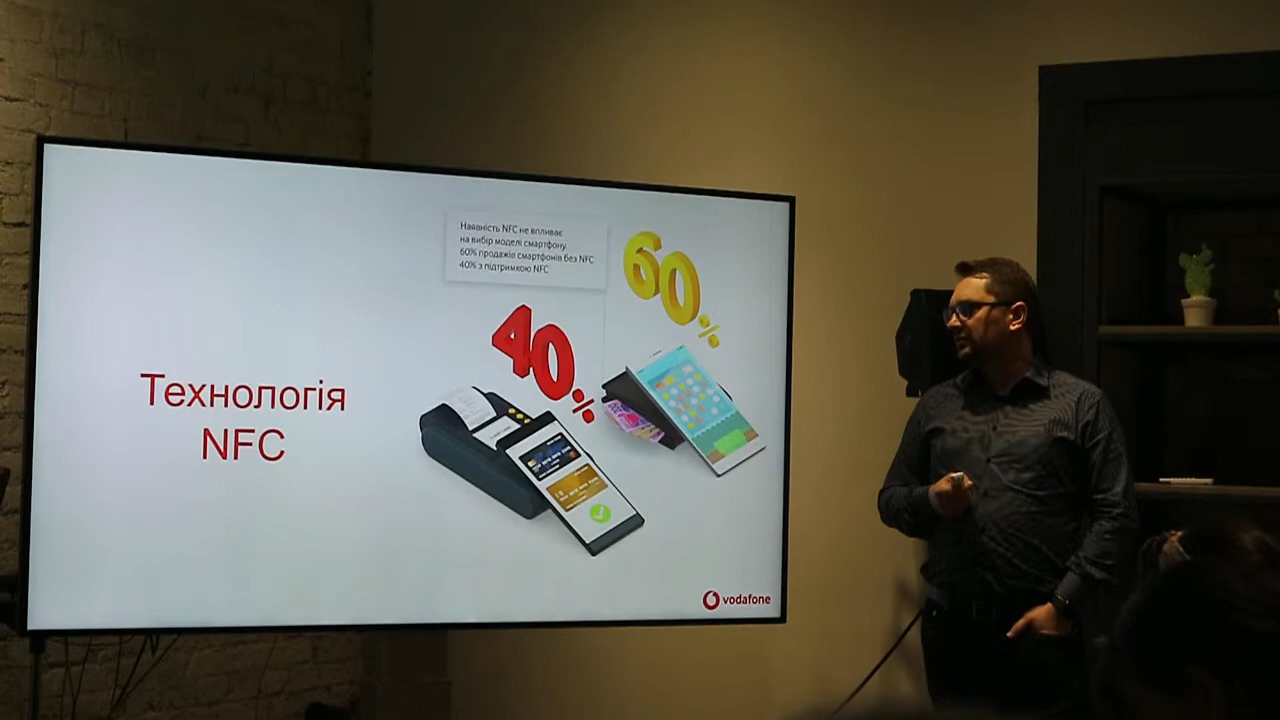 Наявність NFC не впливає
на вибір моделі смартфону.
60% продажів смартфонів без NFC
40% з підтримкою NFC
60%
40%
Технологія
NFC
vodafone